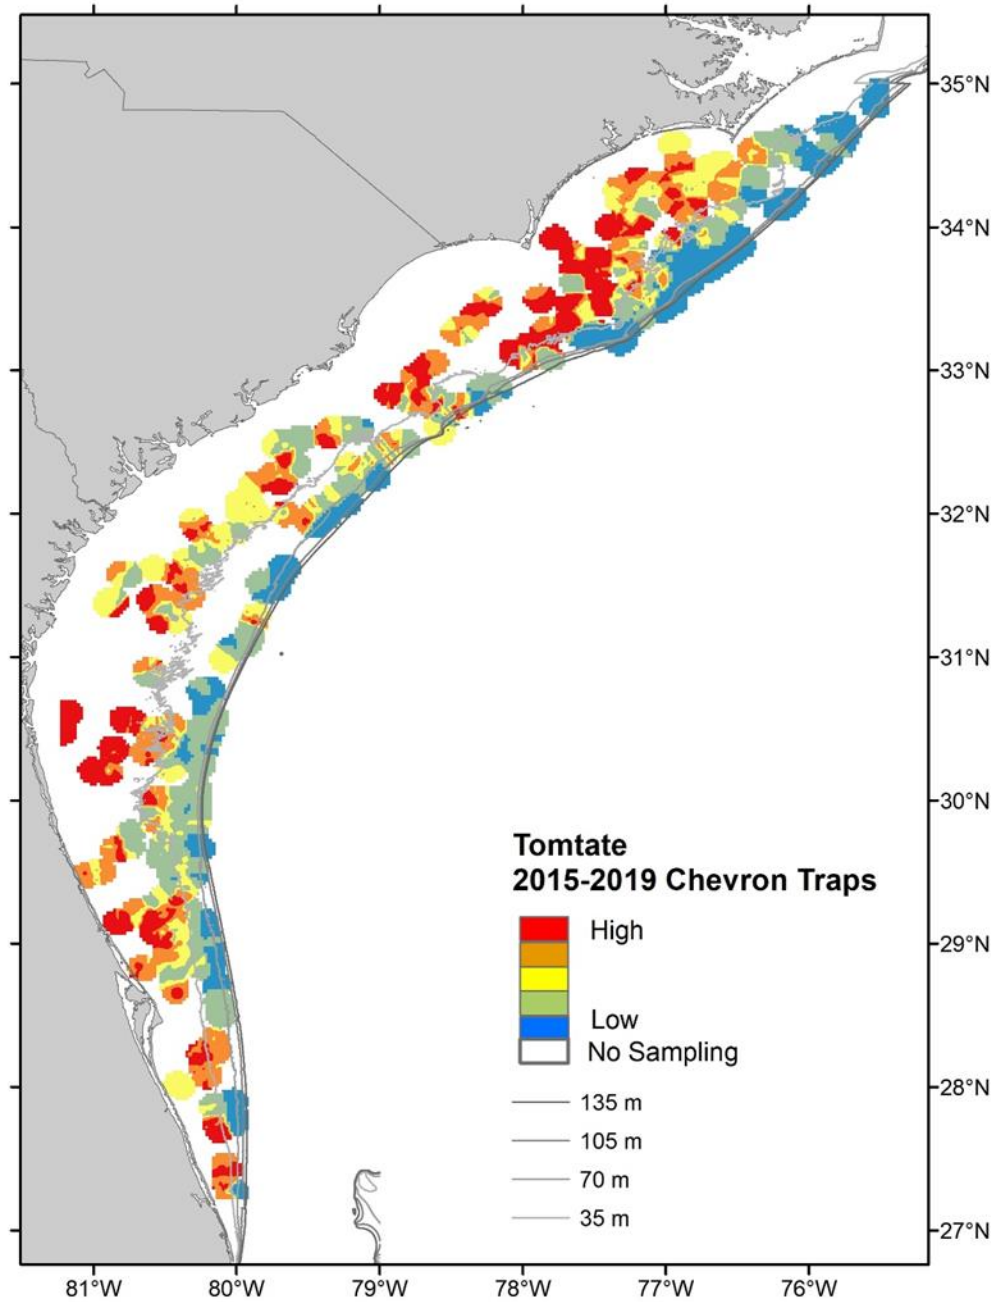 35°N
34°N
33°N
32°N
31°N
30°N
Tomtate
2015-2019 Chevron Traps
High
29°N
Low
No Sampling
28°N
135 m
105 m
70 m
35 m
27°N
81°W 80°W 79°W 78°W 77°W 76°W